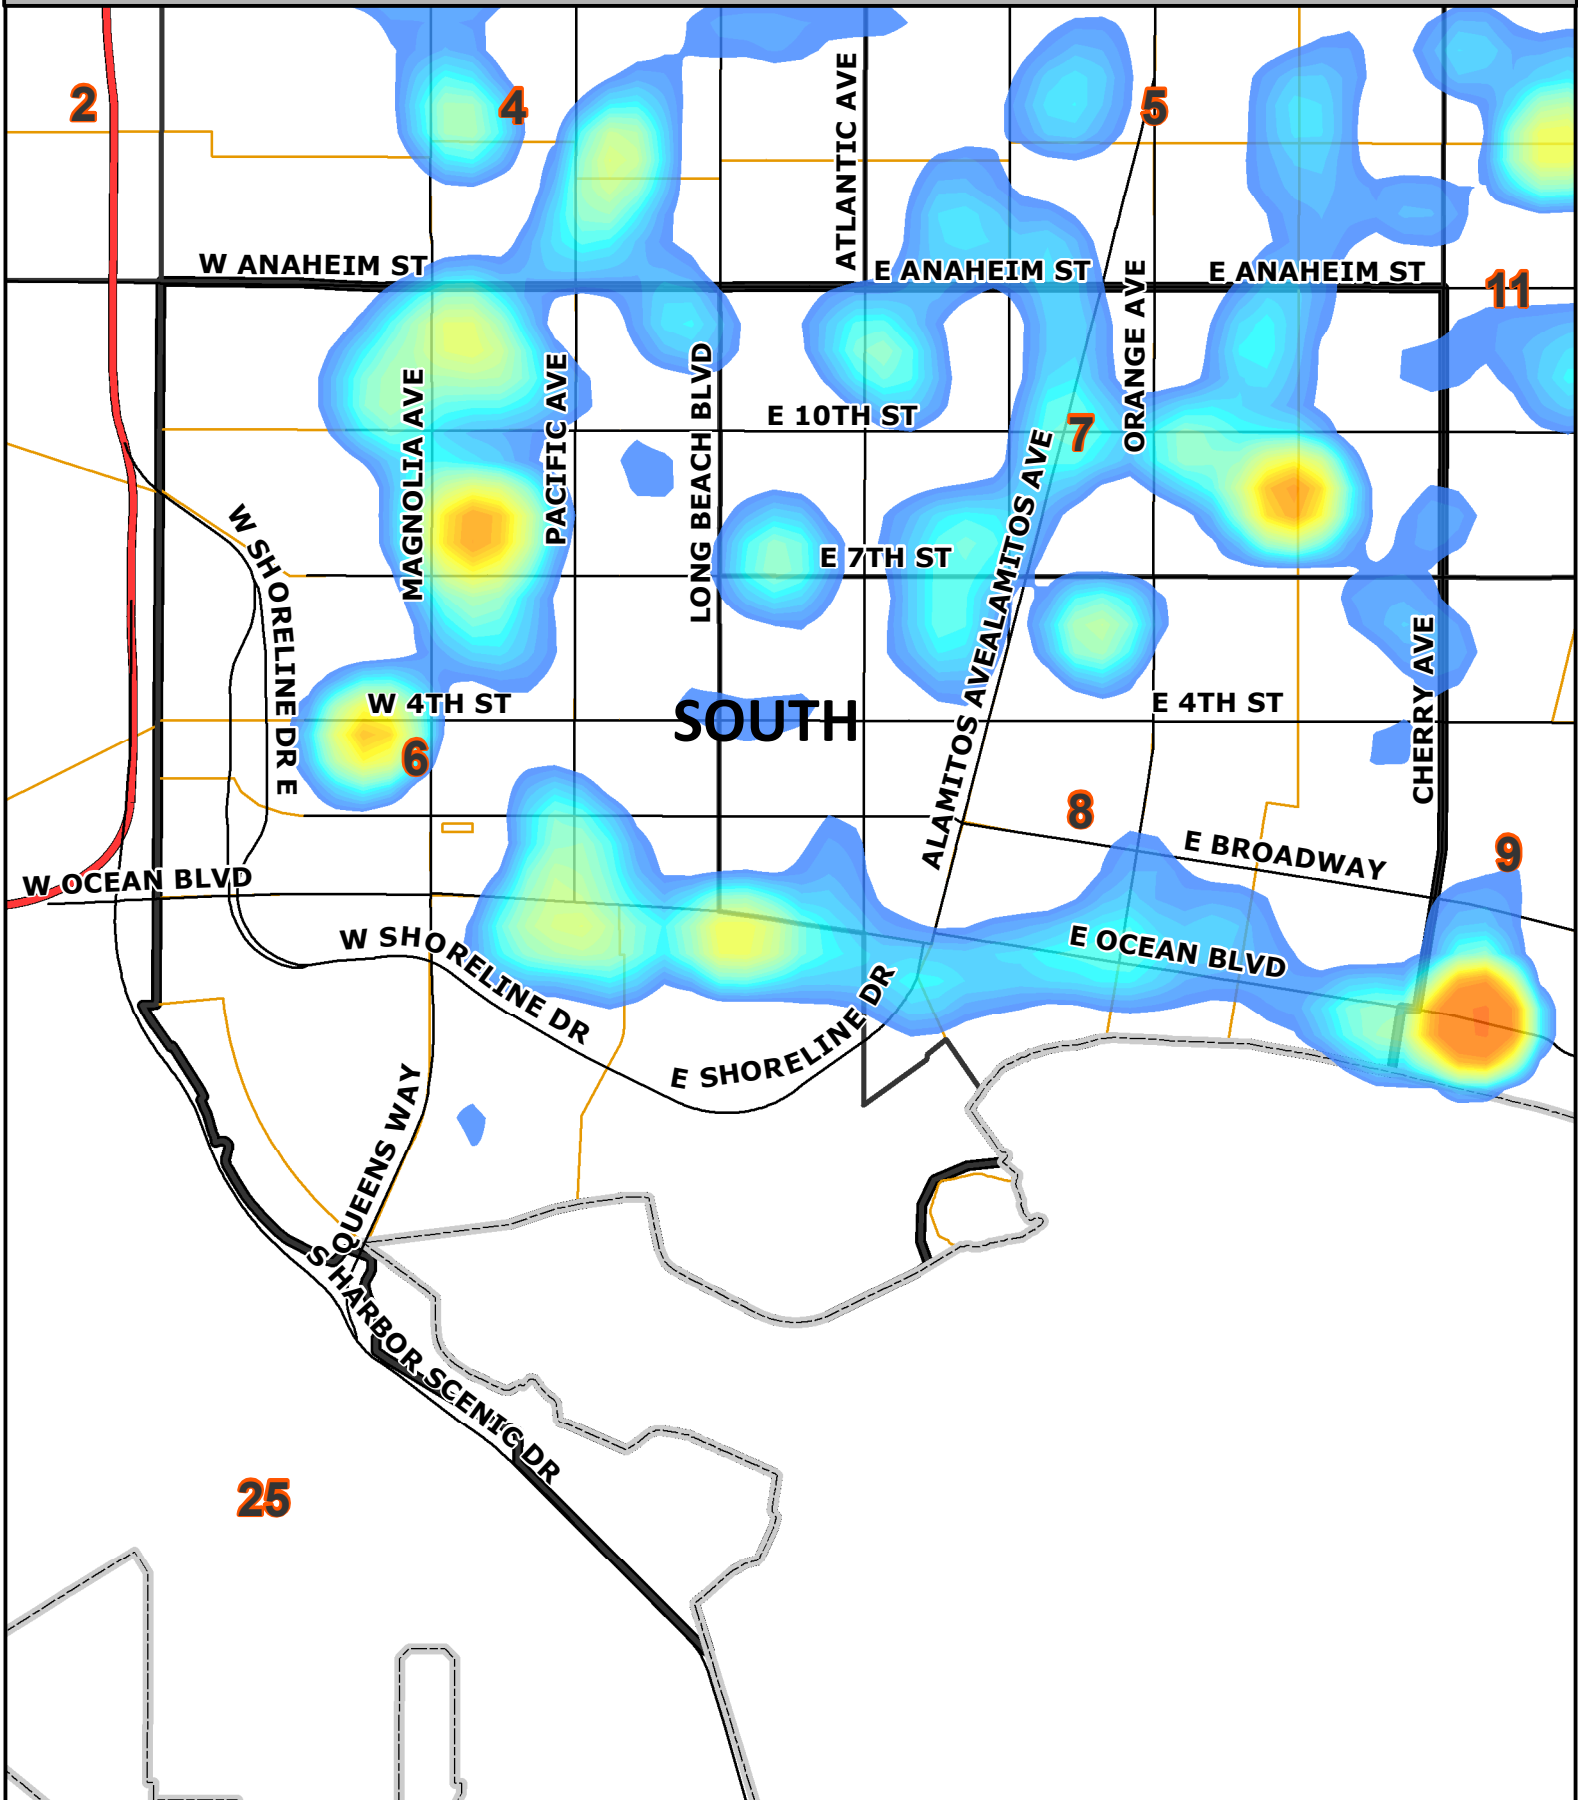 2
4
5
ATLANTIC AVE
W ANAHEIM ST
E ANAHEIM ST
E ANAHEIM ST
11
ORANGE AVE
MAGNOLIA AVE
PACIFIC AVE
LONG BEACH BLVD
E 10TH ST
7
W SHORELINE DR E
E 7TH ST
ALAMITOS AVE
ALAMITOS AVE
W 4TH ST
SOUTH
E 4TH ST
CHERRY AVE
6
8
E BROADWAY
9
W OCEAN BLVD
W SHORELINE DR
E OCEAN BLVD
E SHORELINE DR
QUEENS WAY
S HARBOR SCENIC DR
25